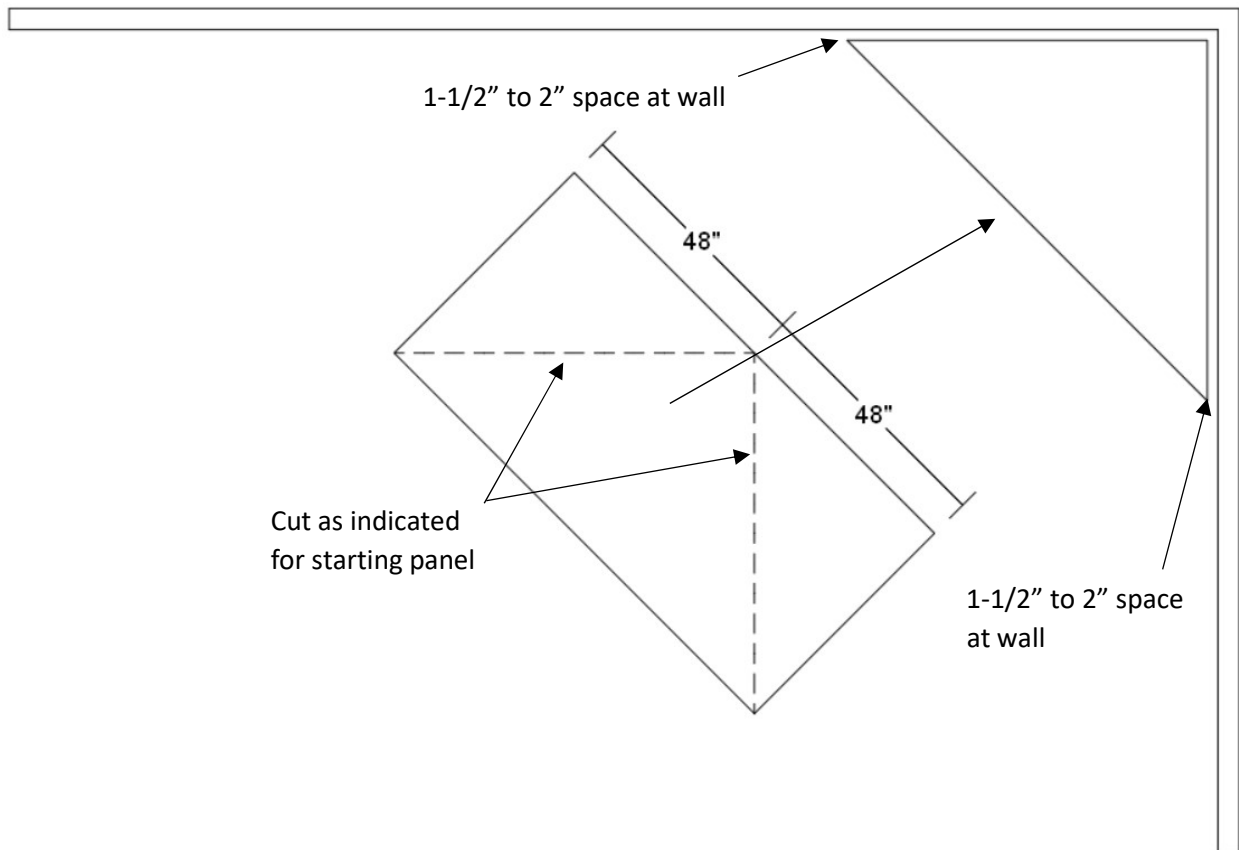 1-1/2” to 2” space at wall
48"
48"
Cut as indicated
for starting panel
1-1/2” to 2” space
at wall